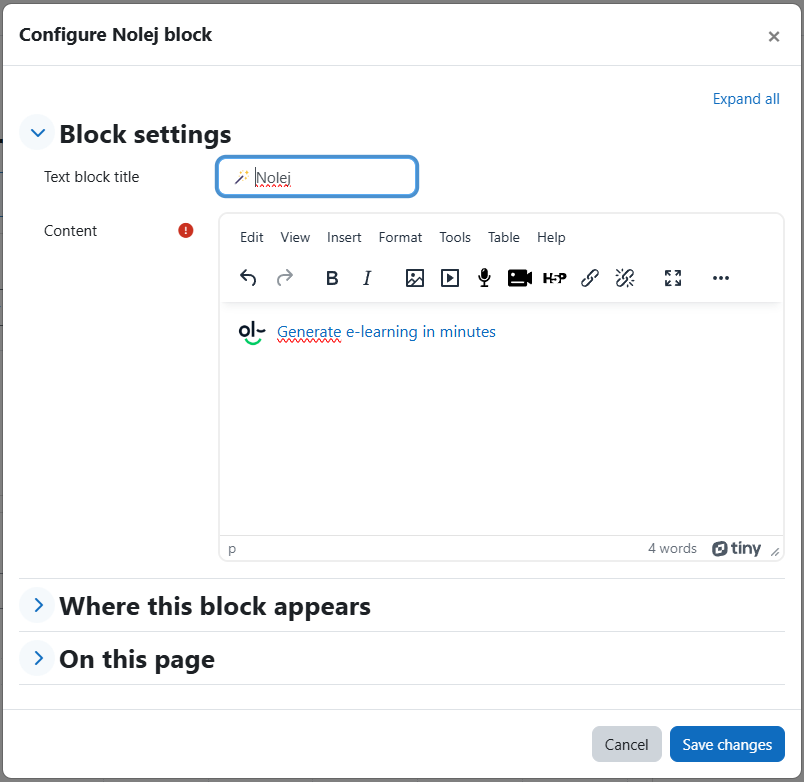 Configure Nolej block
Expand all
Block settings
Text block title
🪄 Nolej
Content
Edit View Insert Format Tools Table Help
B I H5P
Generate e-learning in minutes
p 4 words tiny
Where this block appears
On this page
Cancel Save changes